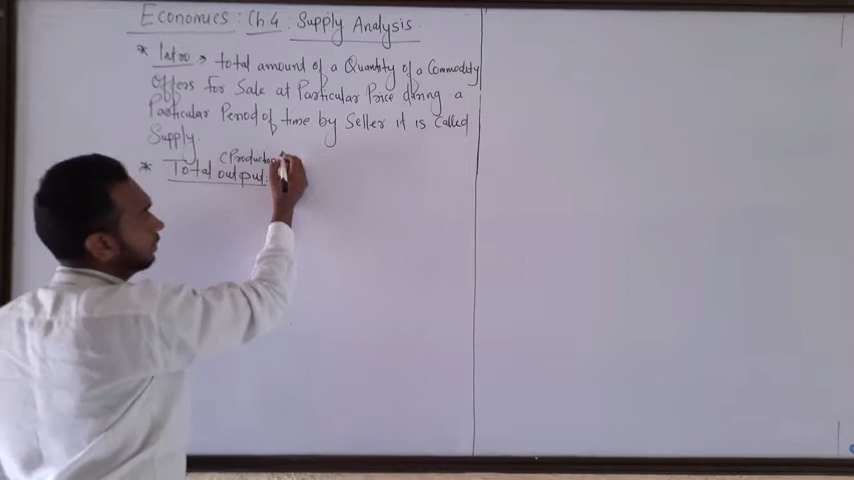 Economics : Ch 4 : Supply Analysis.
* Intro → total amount of a Quantity of a Commodity
Offers for Sale at Particular Price during a
Particular Period of time by Seller it is Called
Supply.
(Production
* Total output :